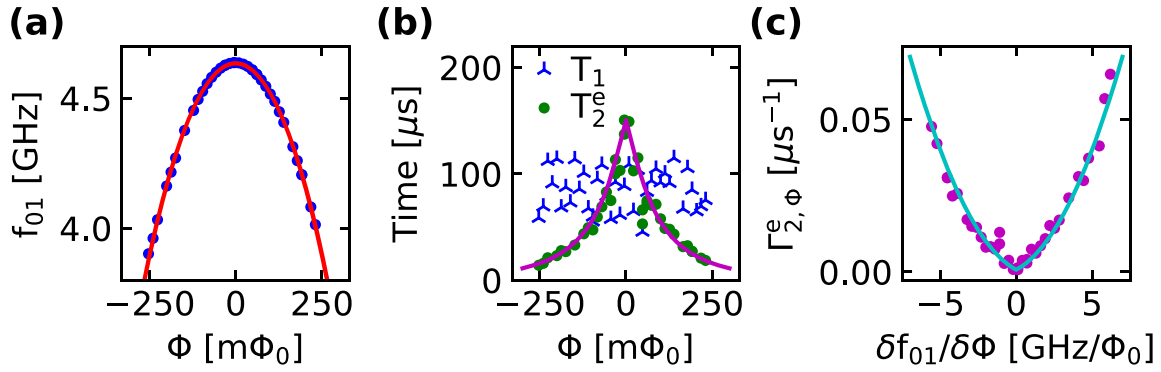 (a)
f₀₁ [GHz]
4.5
4.0
−250 0 250
Φ [mΦ₀]
(b)
Time [μs]
200
100
0
T₁
T₂ᵉ
−250 0 250
Φ [mΦ₀]
(c)
Γᵉ₂,Φ [μs⁻¹]
0.05
0.00
−5 0 5
δf₀₁/δΦ [GHz/Φ₀]